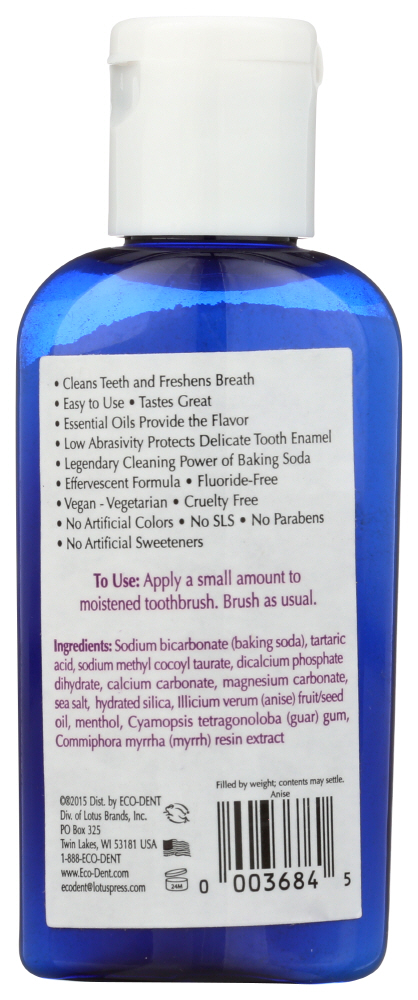 • Cleans Teeth and Freshens Breath
• Easy to Use • Tastes Great
• Essential Oils Provide the Flavor
• Low Abrasivity Protects Delicate Tooth Enamel
• Legendary Cleaning Power of Baking Soda
• Effervescent Formula • Fluoride-Free
• Vegan - Vegetarian • Cruelty Free
• No Artificial Colors • No SLS • No Parabens
• No Artificial Sweeteners
To Use: Apply a small amount to
moistened toothbrush. Brush as usual.
Ingredients: Sodium bicarbonate (baking soda), tartaric
acid, sodium methyl cocoyl taurate, dicalcium phosphate
dihydrate, calcium carbonate, magnesium carbonate,
sea salt, hydrated silica, Illicium verum (anise) fruit/seed
oil, menthol, Cyamopsis tetragonoloba (guar) gum,
Commiphora myrrha (myrrh) resin extract
©®2015 Dist. by ECO-DENT
Div. of Lotus Brands, Inc.
PO Box 325
Twin Lakes, WI 53181 USA
1-888-ECO-DENT
www.Eco-Dent.com
ecodent@lotuspress.com
24M
Filled by weight; contents may settle.
Anise
0 003684 5